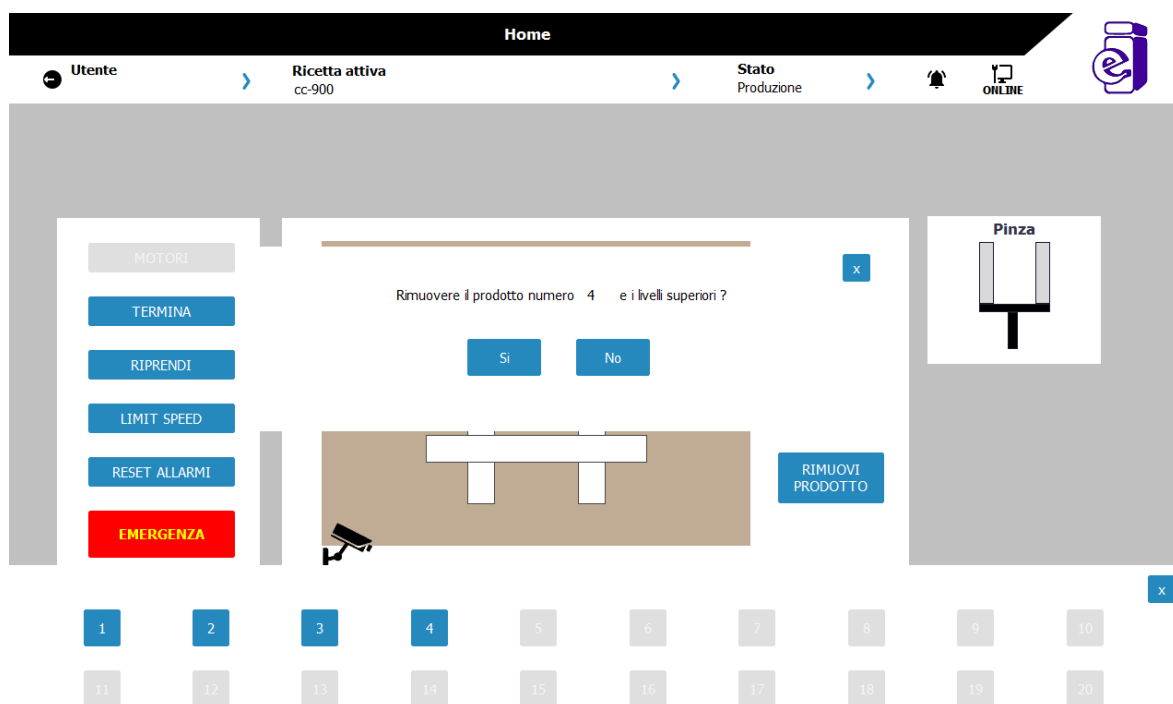 Home
Utente
Ricetta attiva
cc-900
Stato
Produzione
ONLINE
e
Pinza
MOTORI
TERMINA
RIPRENDI
LIMIT SPEED
RESET ALLARMI
EMERGENZA
x
Rimuovere il prodotto numero 4 e i livelli superiori ?
Si No
RIMUOVI
PRODOTTO
x
1 2 3 4 5 6 7 8 9 10
11 12 13 14 15 16 17 18 19 20